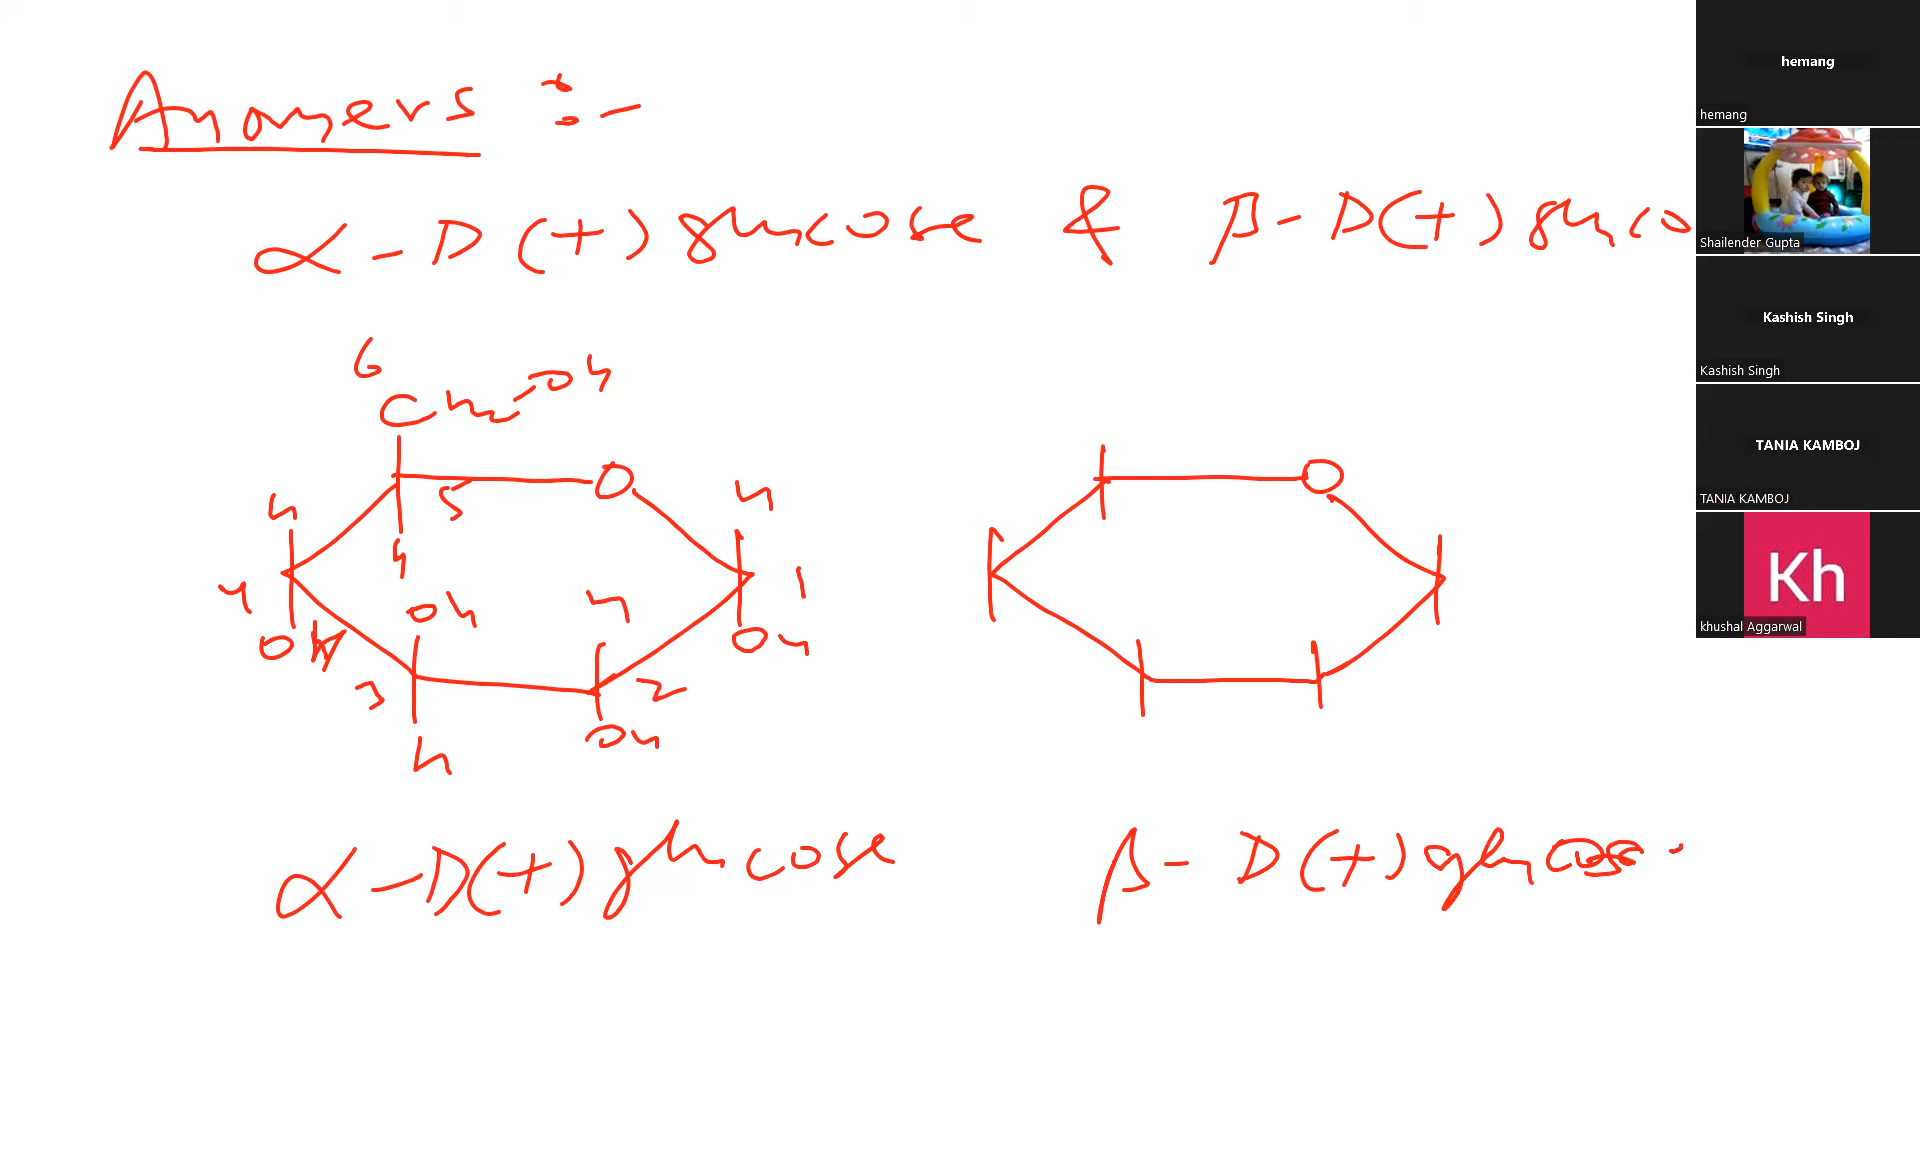 Anomers :-
α - D (+) glucose & β - D(+) gluco
6
CH2-OH
5 O H
H H 1
4 OH H
OH OH
3 2
H OH
O
α - D(+) glucose β - D(+) glucose.
hemang
hemang
Shailender Gupta
Kashish Singh
Kashish Singh
TANIA KAMBOJ
TANIA KAMBOJ
Kh
khushal Aggarwal